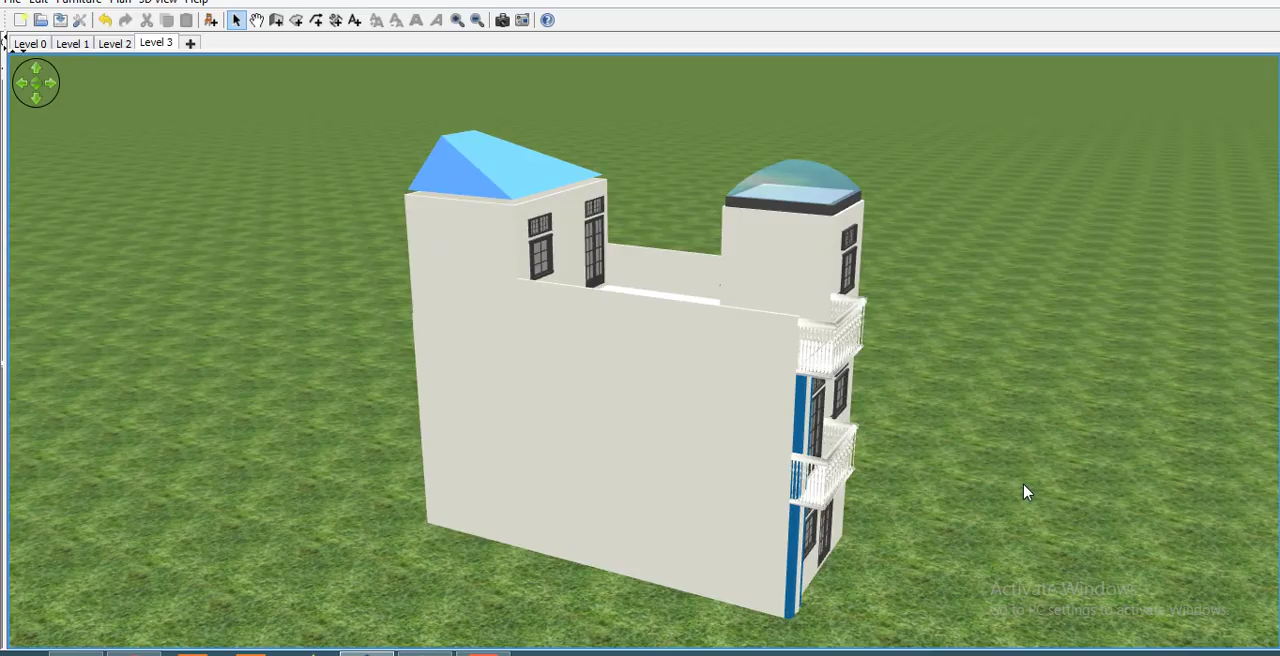 File Edit Furniture Plan 3D view Help
Level 0 Level 1 Level 2 Level 3
Activate Windows
Go to PC settings to activate Windows.